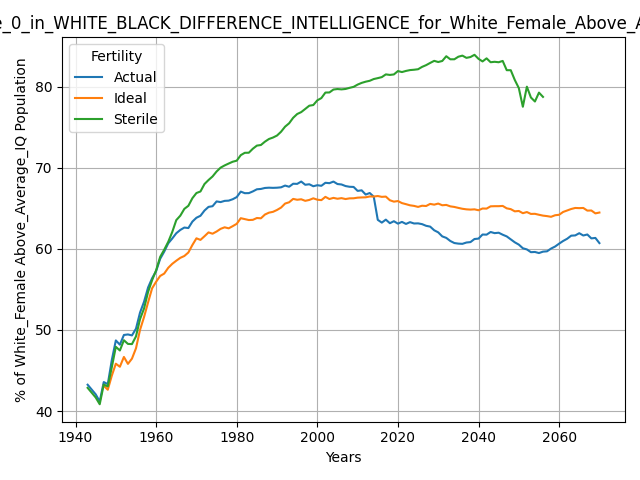 e_0_in_WHITE_BLACK_DIFFERENCE_INTELLIGENCE_for_White_Female_Above_A
% of White_Female Above_Average_IQ Population
Fertility
Actual
Ideal
Sterile
80
70
60
50
40
1940 1960 1980 2000 2020 2040 2060
Years